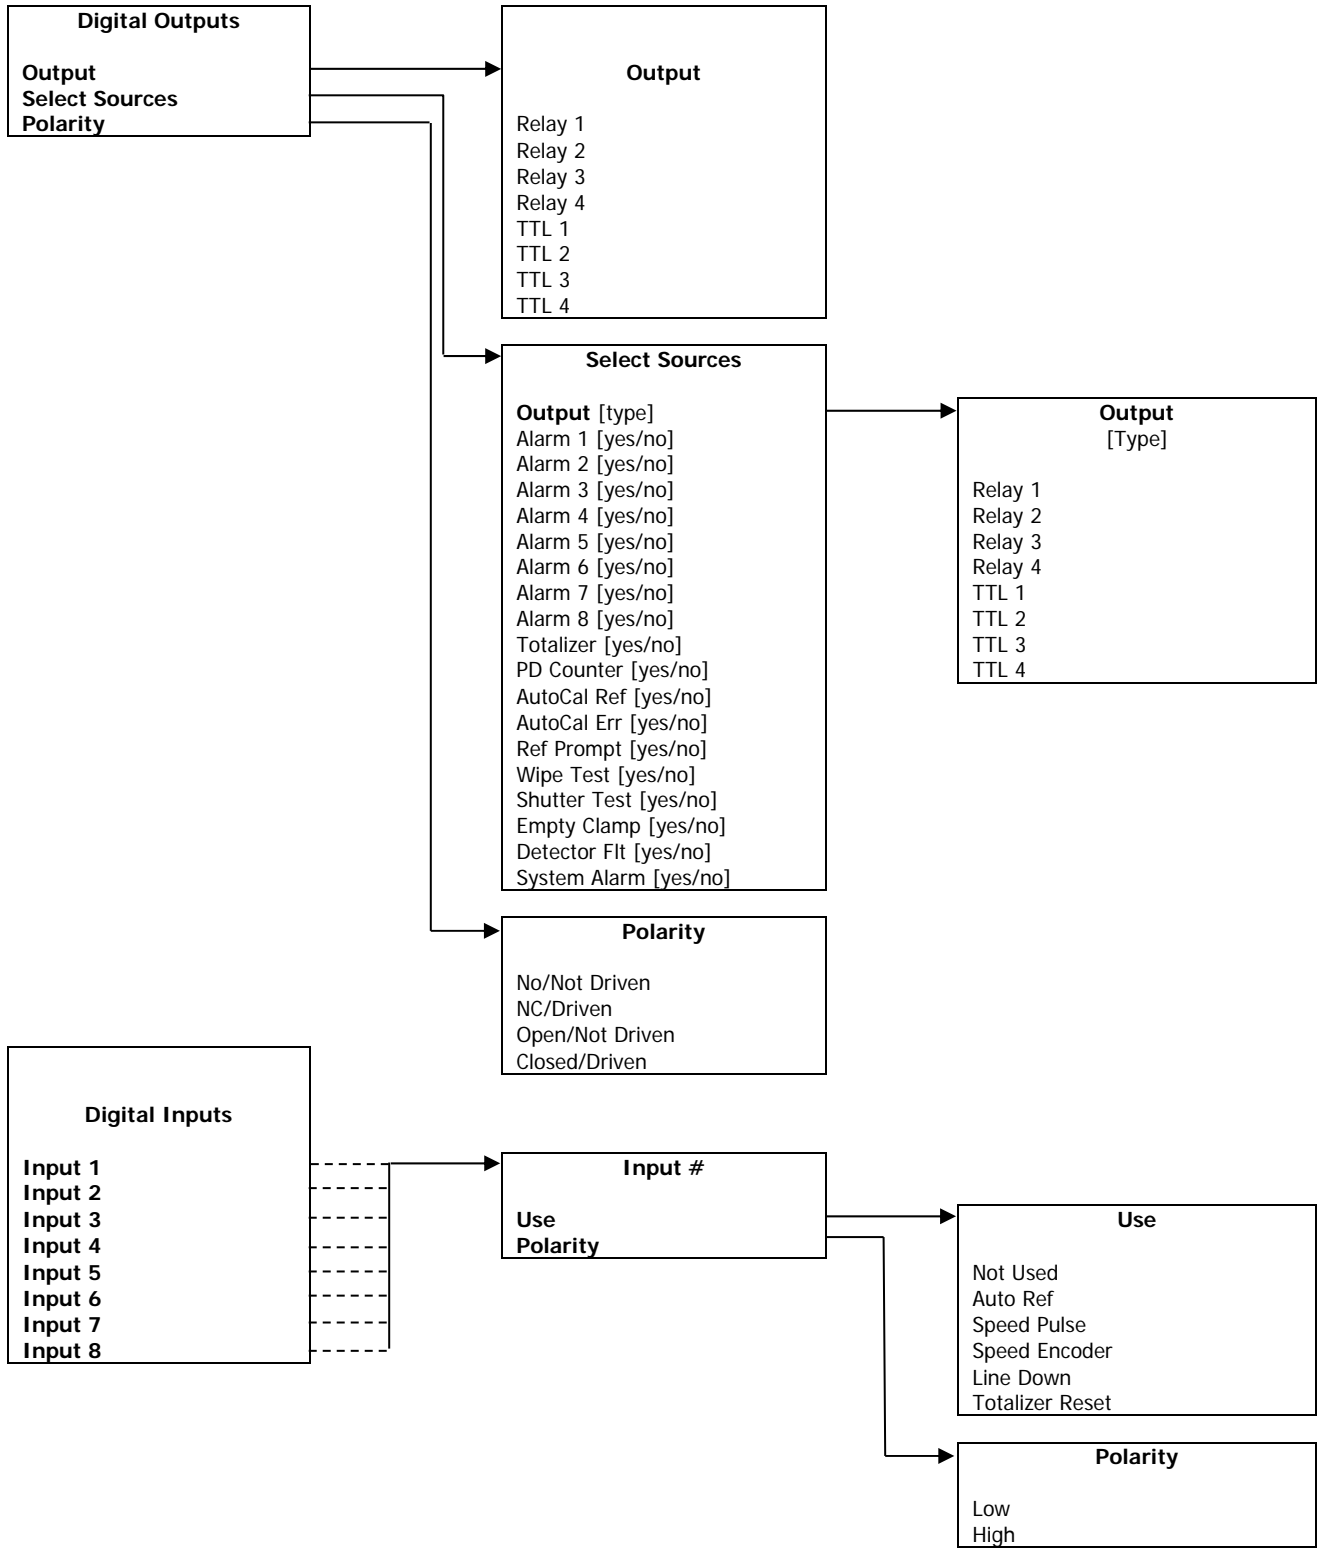 Digital Outputs
Output
Select Sources
Polarity
Output
Relay 1
Relay 2
Relay 3
Relay 4
TTL 1
TTL 2
TTL 3
TTL 4
Select Sources
Output [type]
Alarm 1 [yes/no]
Alarm 2 [yes/no]
Alarm 3 [yes/no]
Alarm 4 [yes/no]
Alarm 5 [yes/no]
Alarm 6 [yes/no]
Alarm 7 [yes/no]
Alarm 8 [yes/no]
Totalizer [yes/no]
PD Counter [yes/no]
AutoCal Ref [yes/no]
AutoCal Err [yes/no]
Ref Prompt [yes/no]
Wipe Test [yes/no]
Shutter Test [yes/no]
Empty Clamp [yes/no]
Detector Flt [yes/no]
System Alarm [yes/no]
Output
[Type]
Relay 1
Relay 2
Relay 3
Relay 4
TTL 1
TTL 2
TTL 3
TTL 4
Polarity
No/Not Driven
NC/Driven
Open/Not Driven
Closed/Driven
Digital Inputs
Input 1
Input 2
Input 3
Input 4
Input 5
Input 6
Input 7
Input 8
Input #
Use
Polarity
Use
Not Used
Auto Ref
Speed Pulse
Speed Encoder
Line Down
Totalizer Reset
Polarity
Low
High